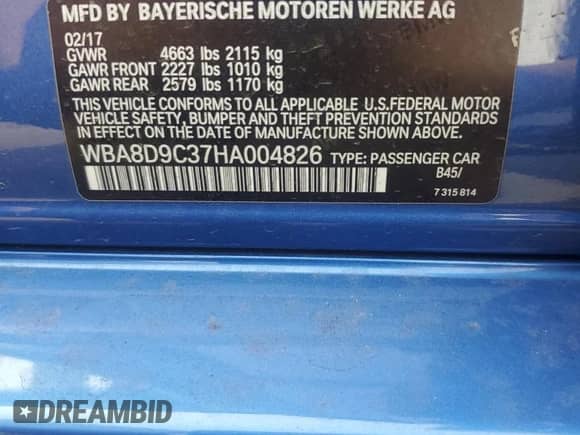 MFD BY BAYERISCHE MOTOREN WERKE AG
02/17
GVWR 4663 lbs 2115 kg
GAWR FRONT 2227 lbs 1010 kg
GAWR REAR 2579 lbs 1170 kg
THIS VEHICLE CONFORMS TO ALL APPLICABLE U.S.FEDERAL MOTOR
VEHICLE SAFETY, BUMPER AND THEFT PREVENTION STANDARDS
IN EFFECT ON THE DATE OF MANUFACTURE SHOWN ABOVE.
WBA8D9C37HA004826 TYPE: PASSENGER CAR
B45/
7 315 814
DREAMBID